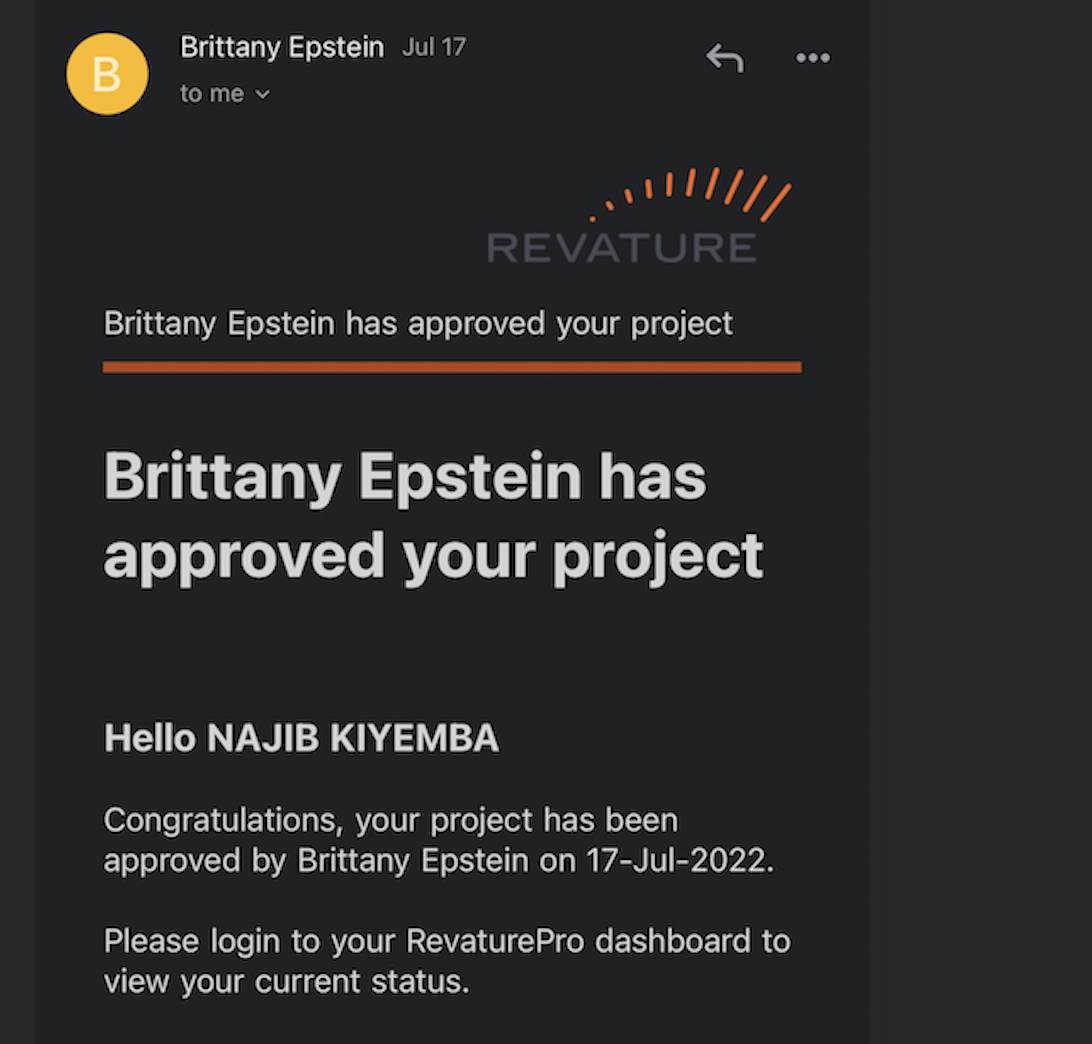 B
Brittany Epstein Jul 17
to me
REVATURE
Brittany Epstein has approved your project
Brittany Epstein has
approved your project
Hello NAJIB KIYEMBA
Congratulations, your project has been
approved by Brittany Epstein on 17-Jul-2022.
Please login to your RevaturePro dashboard to
view your current status.